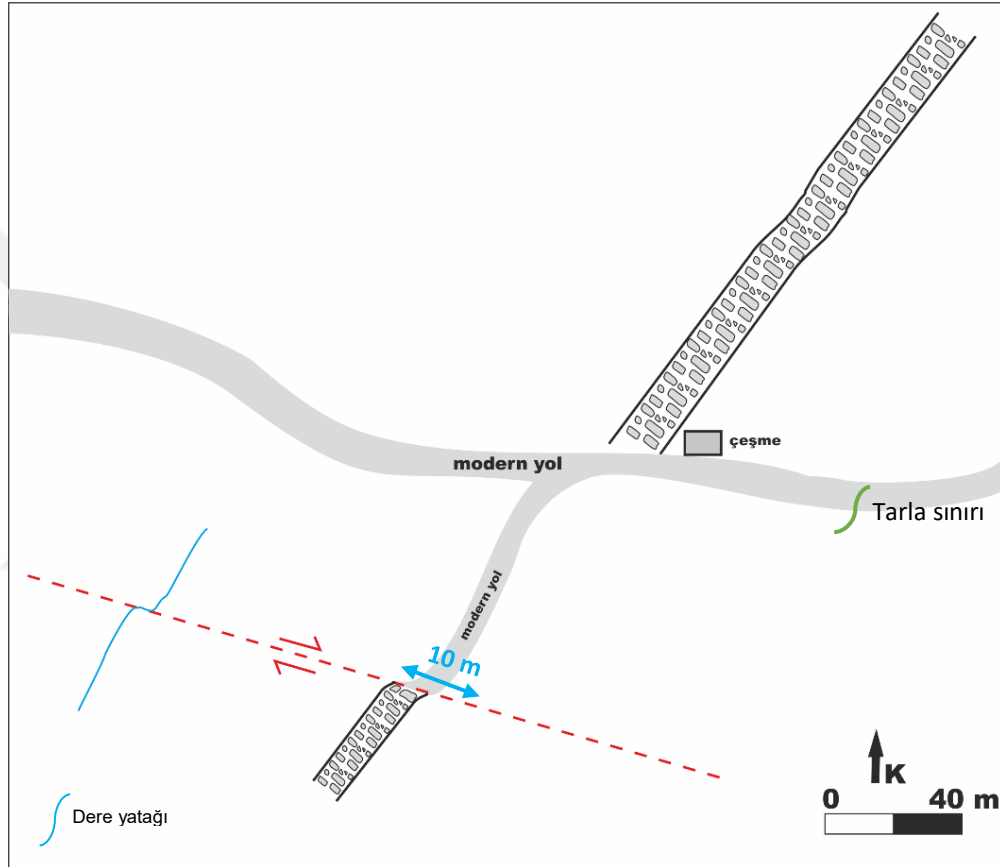 çeşme
modern yol
Tarla sınırı
modern yol
10 m
K
0 40 m
Dere yatağı